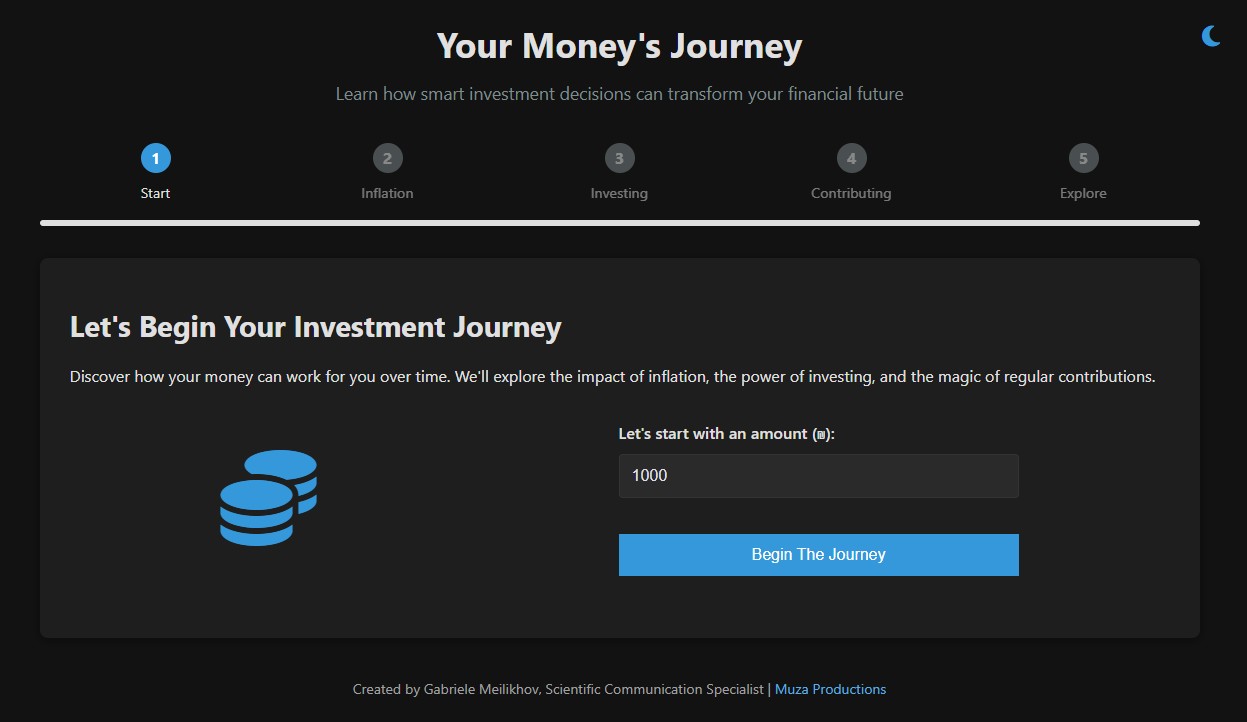 Your Money's Journey
Learn how smart investment decisions can transform your financial future
1 2 3 4 5
Start Inflation Investing Contributing Explore
Let's Begin Your Investment Journey
Discover how your money can work for you over time. We'll explore the impact of inflation, the power of investing, and the magic of regular contributions.
Let's start with an amount (₪):
1000
Begin The Journey
Created by Gabriele Meilikhov, Scientific Communication Specialist | Muza Productions